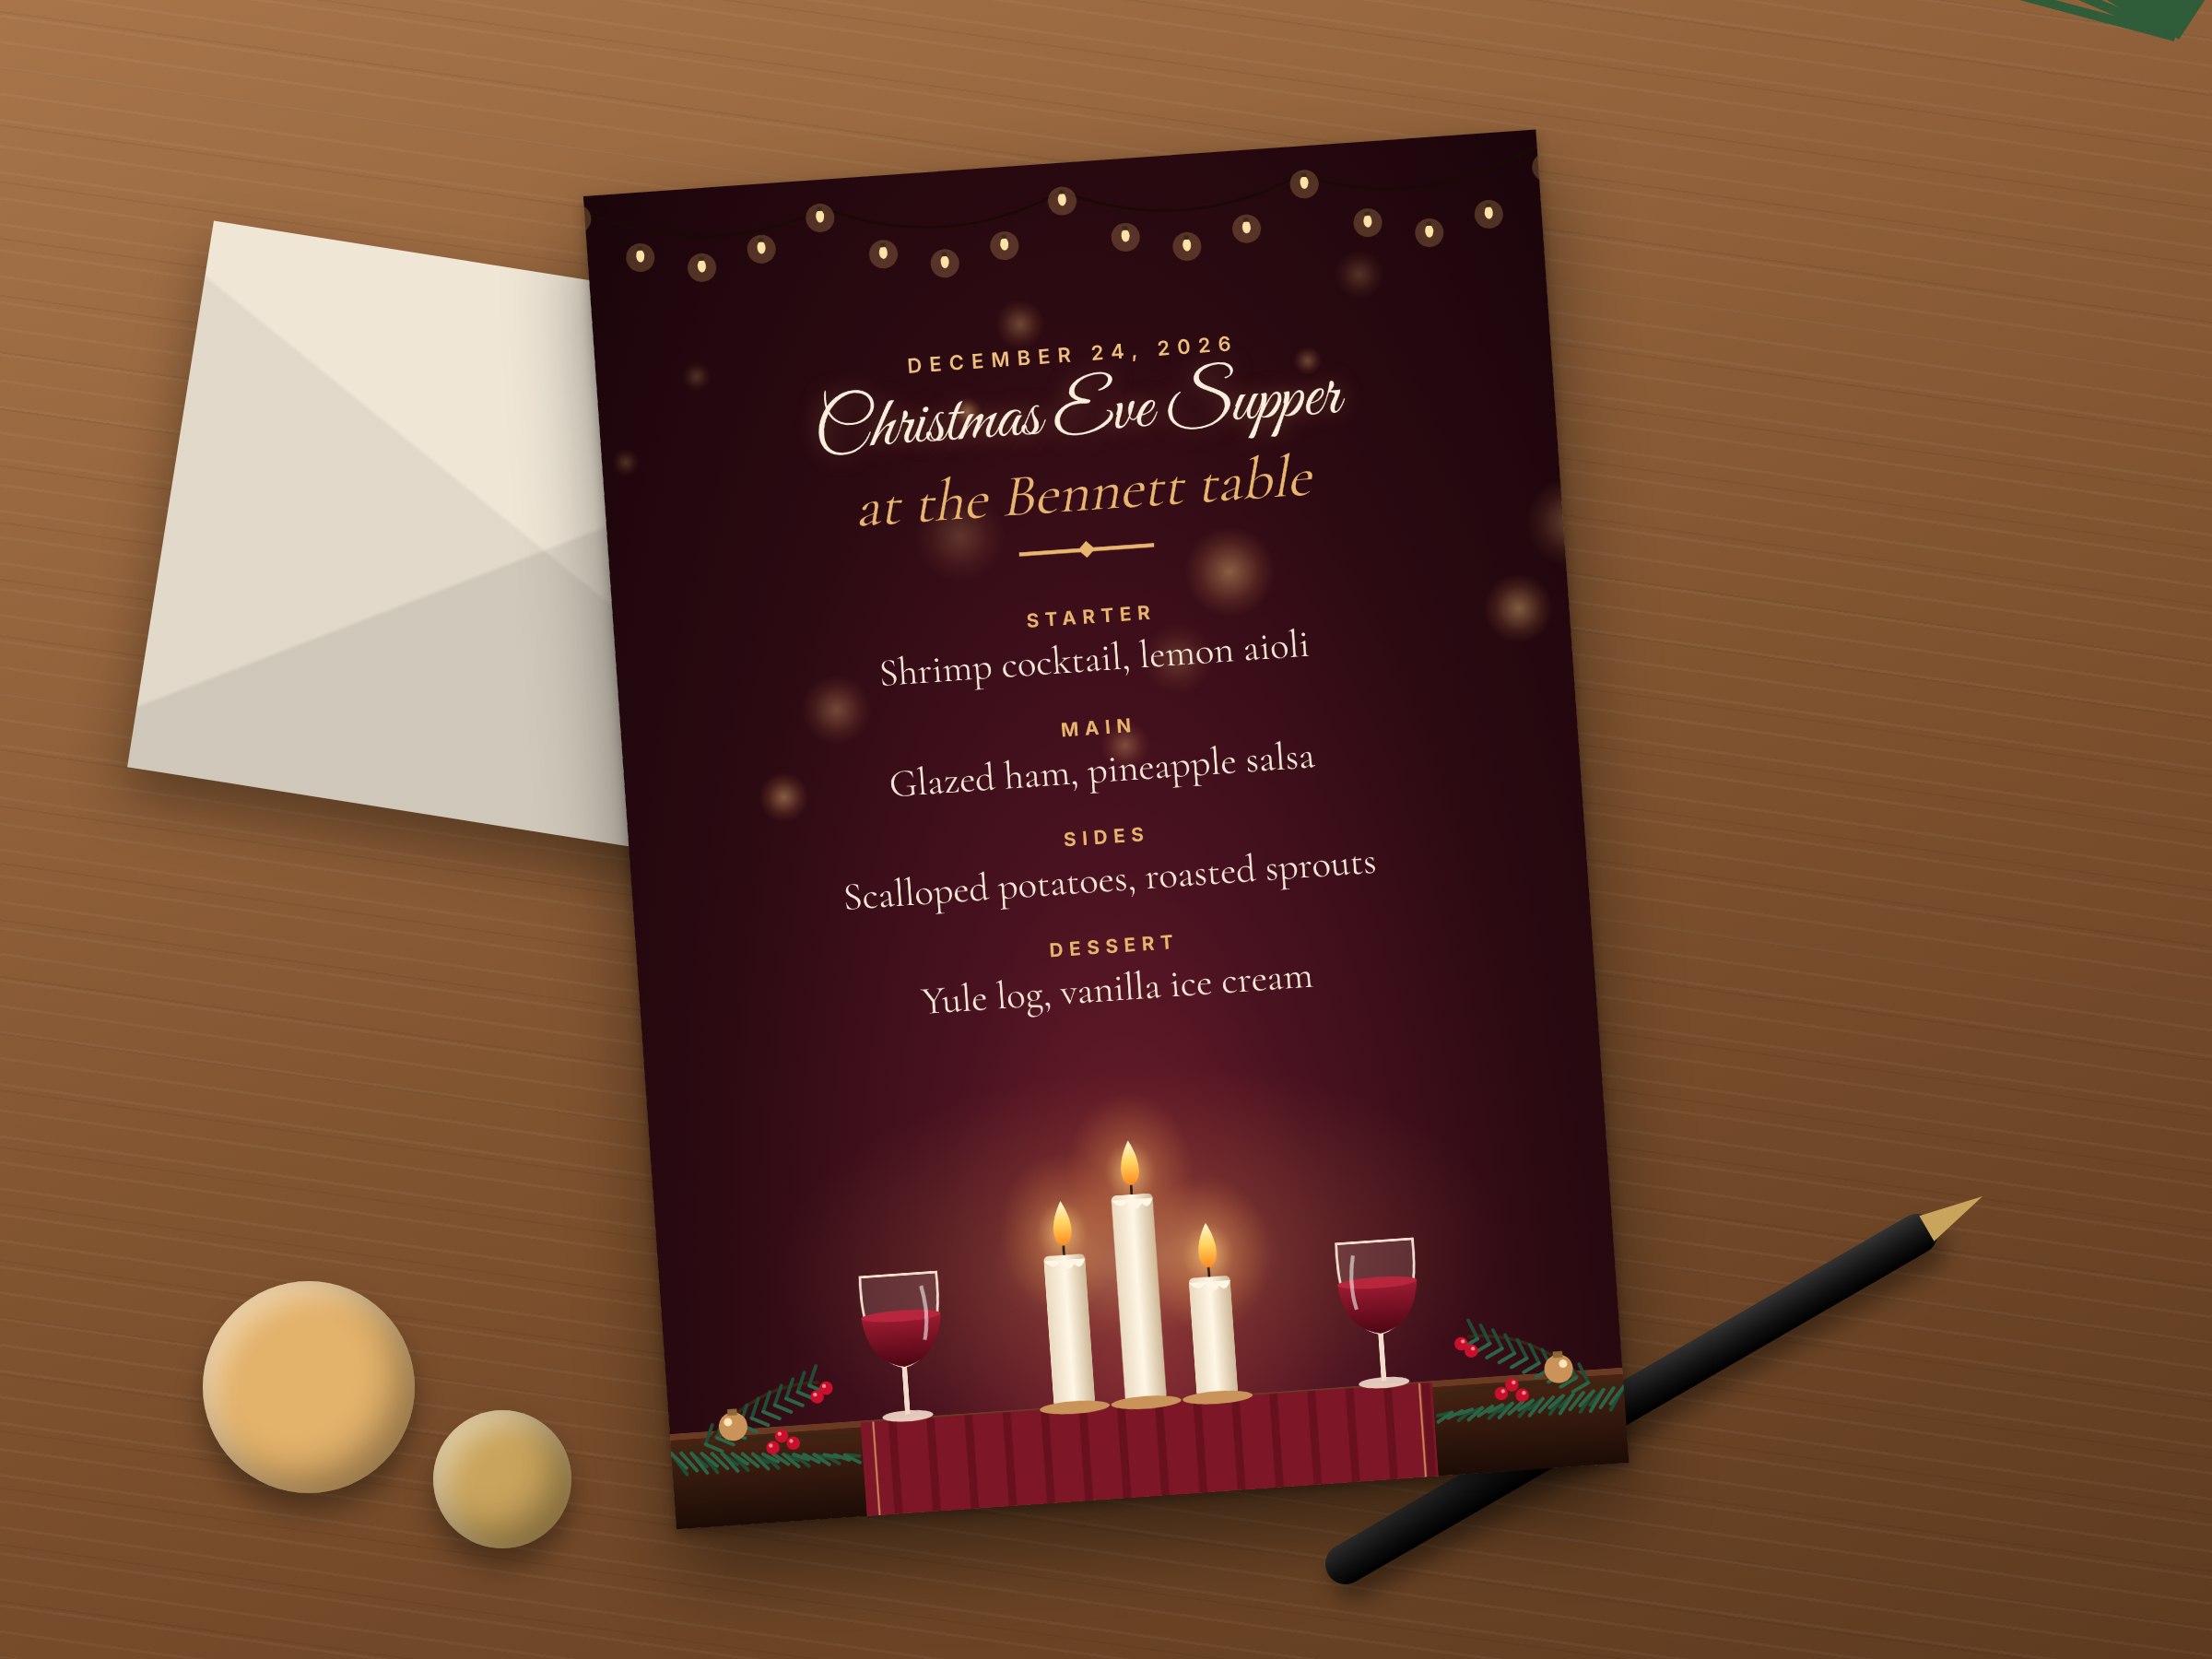 DECEMBER 24, 2026
Christmas Eve Supper
at the Bennett table
STARTER
Shrimp cocktail, lemon aioli
MAIN
Glazed ham, pineapple salsa
SIDES
Scalloped potatoes, roasted sprouts
DESSERT
Yule log, vanilla ice cream